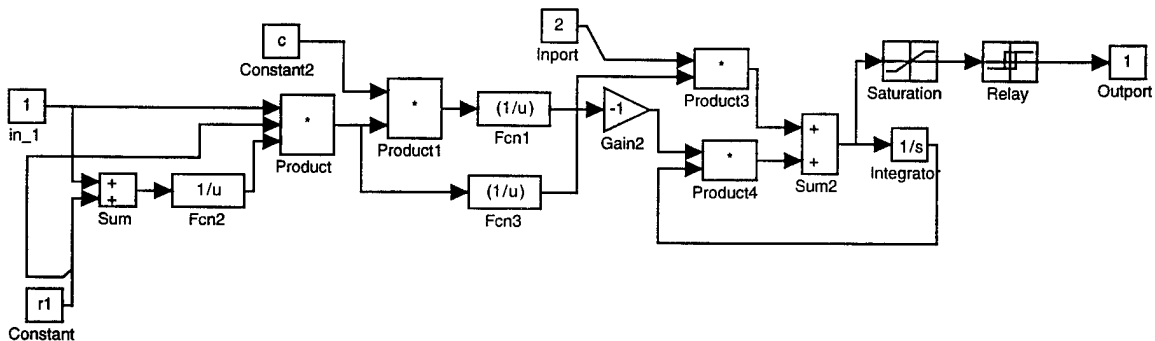 c
Constant2
2
Inport
*
Product3
Saturation
Relay
1
Outport
1
in_1
*
Product
*
Product1
(1/u)
Fcn1
-1
Gain2
*
Product4
+
+
Sum2
1/s
Integrator
+
+
Sum
1/u
Fcn2
(1/u)
Fcn3
r1
Constant